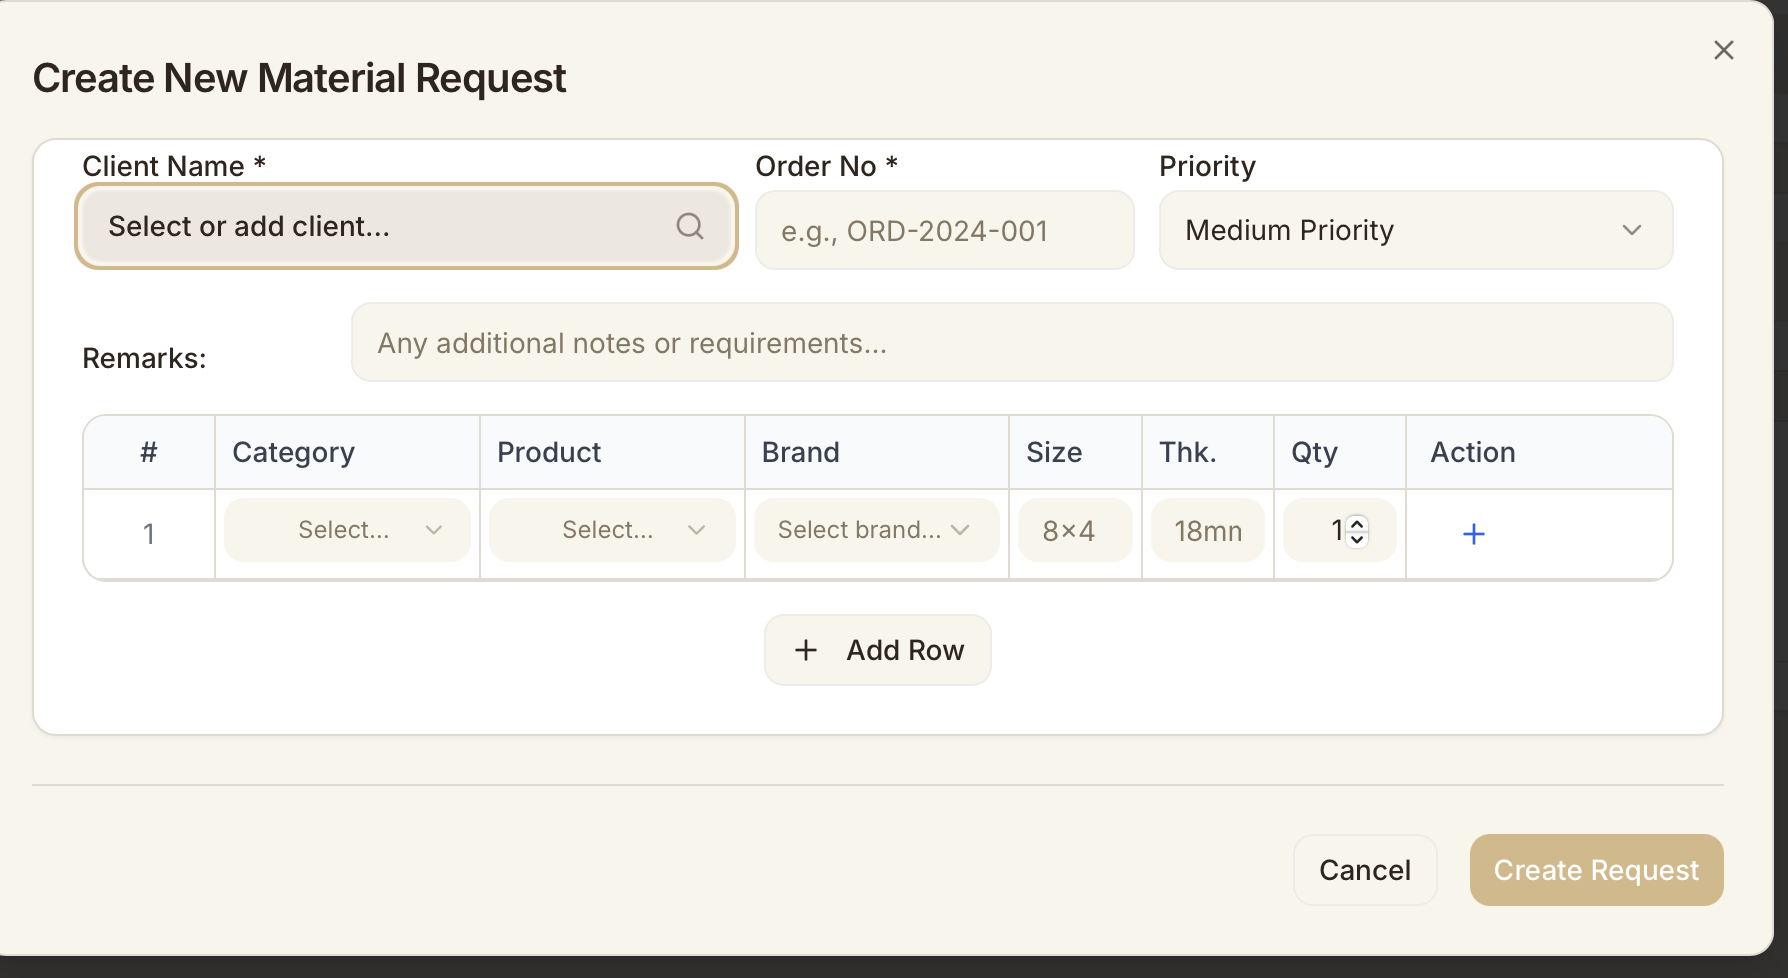 Create New Material Request
Client Name * Order No * Priority
Select or add client... e.g., ORD-2024-001 Medium Priority
Remarks: Any additional notes or requirements...
# Category Product Brand Size Thk. Qty Action
1 Select... Select... Select brand... 8×4 18mn 1 +
+ Add Row
Cancel Create Request